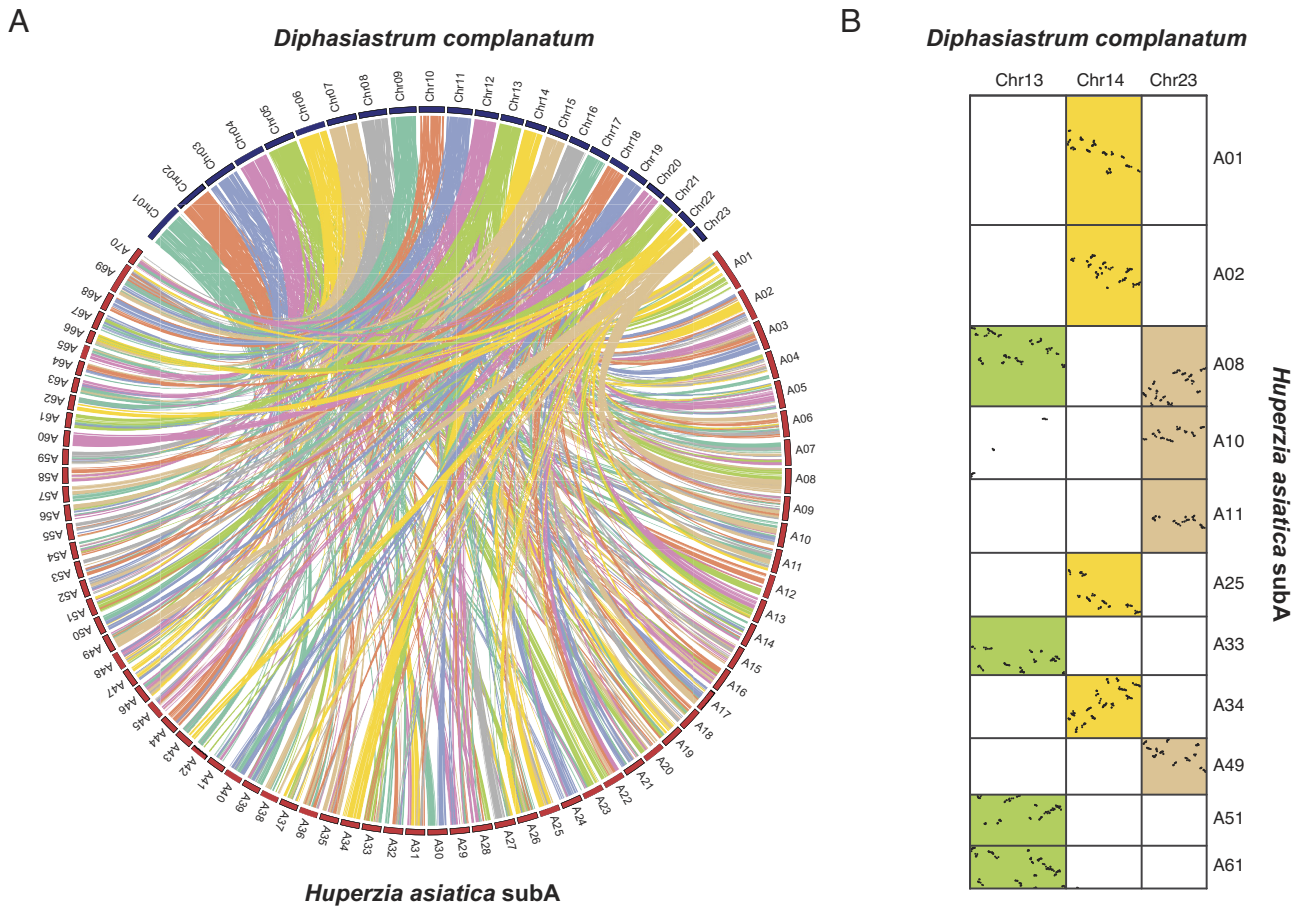 A
Diphasiastrum complanatum
Chr01
Chr02
Chr03
Chr04
Chr05
Chr06
Chr07
Chr08
Chr09
Chr10
Chr11
Chr12
Chr13
Chr14
Chr15
Chr16
Chr17
Chr18
Chr19
Chr20
Chr21
Chr22
Chr23
A01
A02
A03
A04
A05
A06
A07
A08
A09
A10
A11
A12
A13
A14
A15
A16
A17
A18
A19
A20
A21
A22
A23
A24
A25
A26
A27
A28
A29
A30
A31
A32
A33
A34
A35
A36
A37
A38
A39
A40
A41
A42
A43
A44
A45
A46
A47
A48
A49
A50
A51
A52
A53
A54
A55
A56
A57
A58
A59
A60
A61
A62
A63
A64
A65
A66
A67
A68
A69
A70
Huperzia asiatica subA
B
Diphasiastrum complanatum
Chr13 Chr14 Chr23
A01
A02
A08
A10
A11
A25
A33
A34
A49
A51
A61
Huperzia asiatica subA